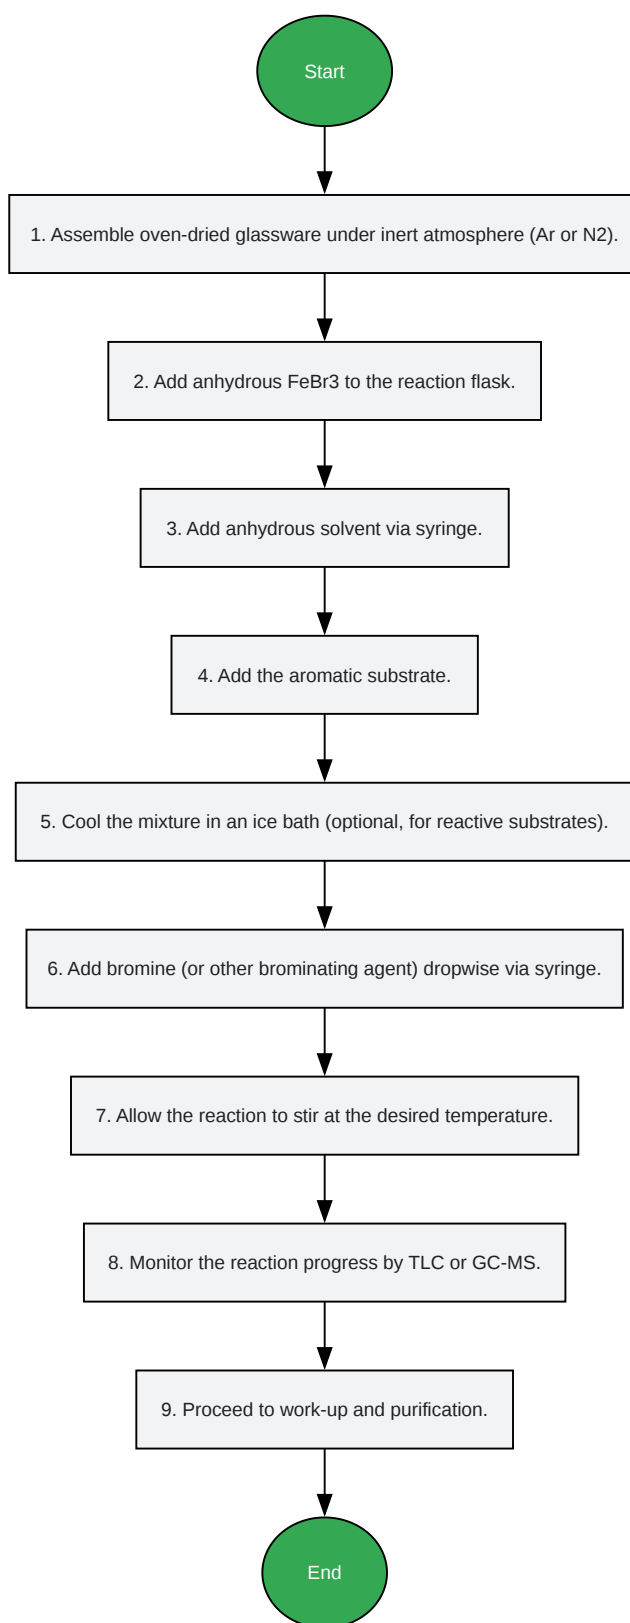 Start
1. Assemble oven-dried glassware under inert atmosphere (Ar or N2).
2. Add anhydrous FeBr3 to the reaction flask.
3. Add anhydrous solvent via syringe.
4. Add the aromatic substrate.
5. Cool the mixture in an ice bath (optional, for reactive substrates).
6. Add bromine (or other brominating agent) dropwise via syringe.
7. Allow the reaction to stir at the desired temperature.
8. Monitor the reaction progress by TLC or GC-MS.
9. Proceed to work-up and purification.
End